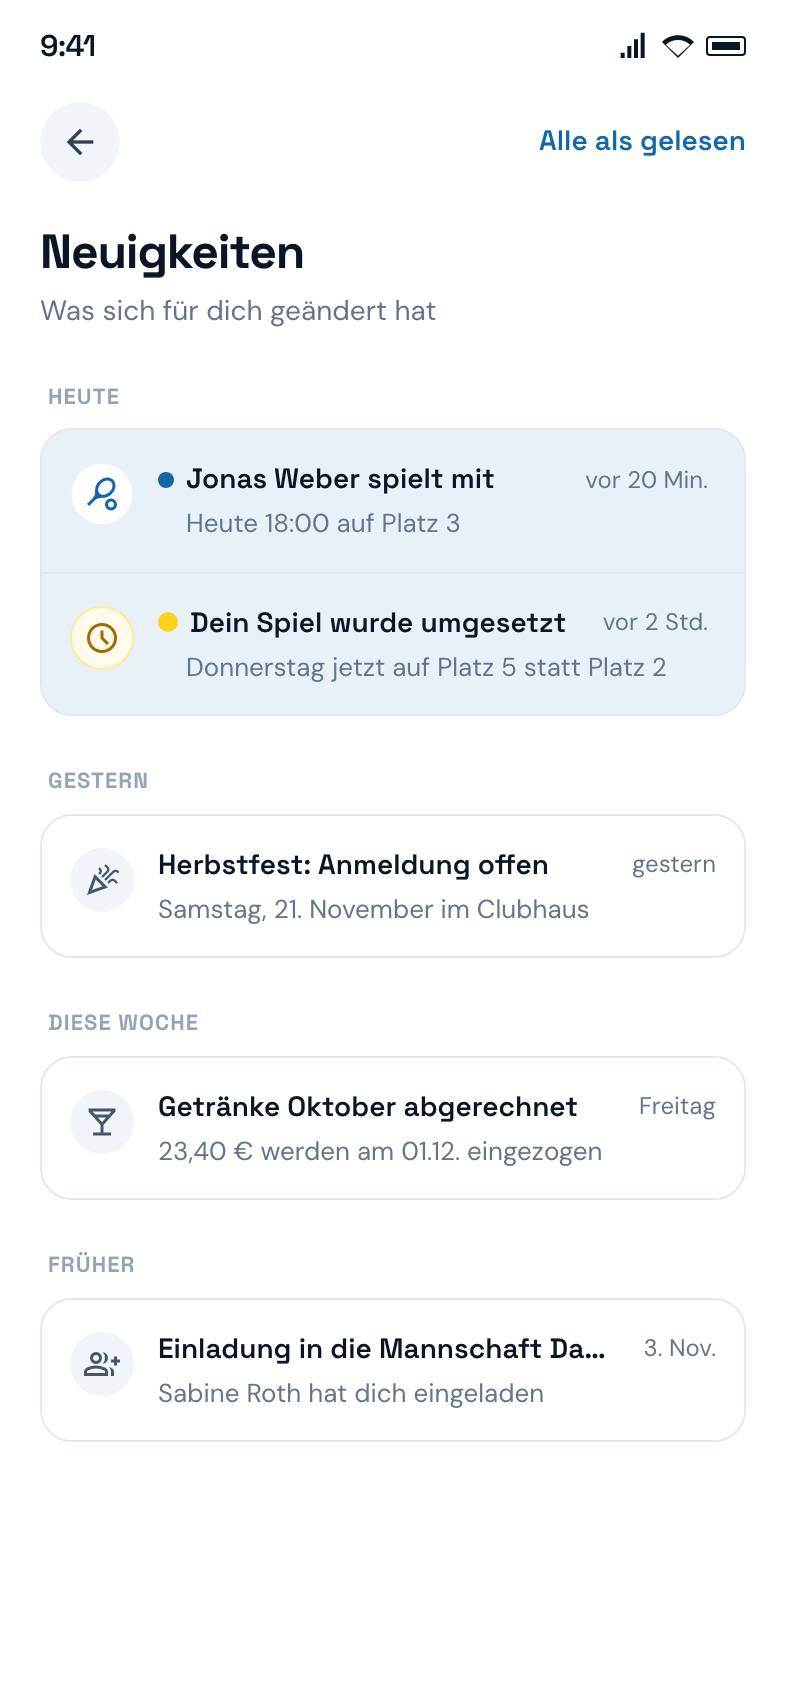 9:41
Alle als gelesen
Neuigkeiten
Was sich für dich geändert hat
HEUTE
Jonas Weber spielt mit vor 20 Min.
Heute 18:00 auf Platz 3
Dein Spiel wurde umgesetzt vor 2 Std.
Donnerstag jetzt auf Platz 5 statt Platz 2
GESTERN
Herbstfest: Anmeldung offen gestern
Samstag, 21. November im Clubhaus
DIESE WOCHE
Getränke Oktober abgerechnet Freitag
23,40 € werden am 01.12. eingezogen
FRÜHER
Einladung in die Mannschaft Da... 3. Nov.
Sabine Roth hat dich eingeladen